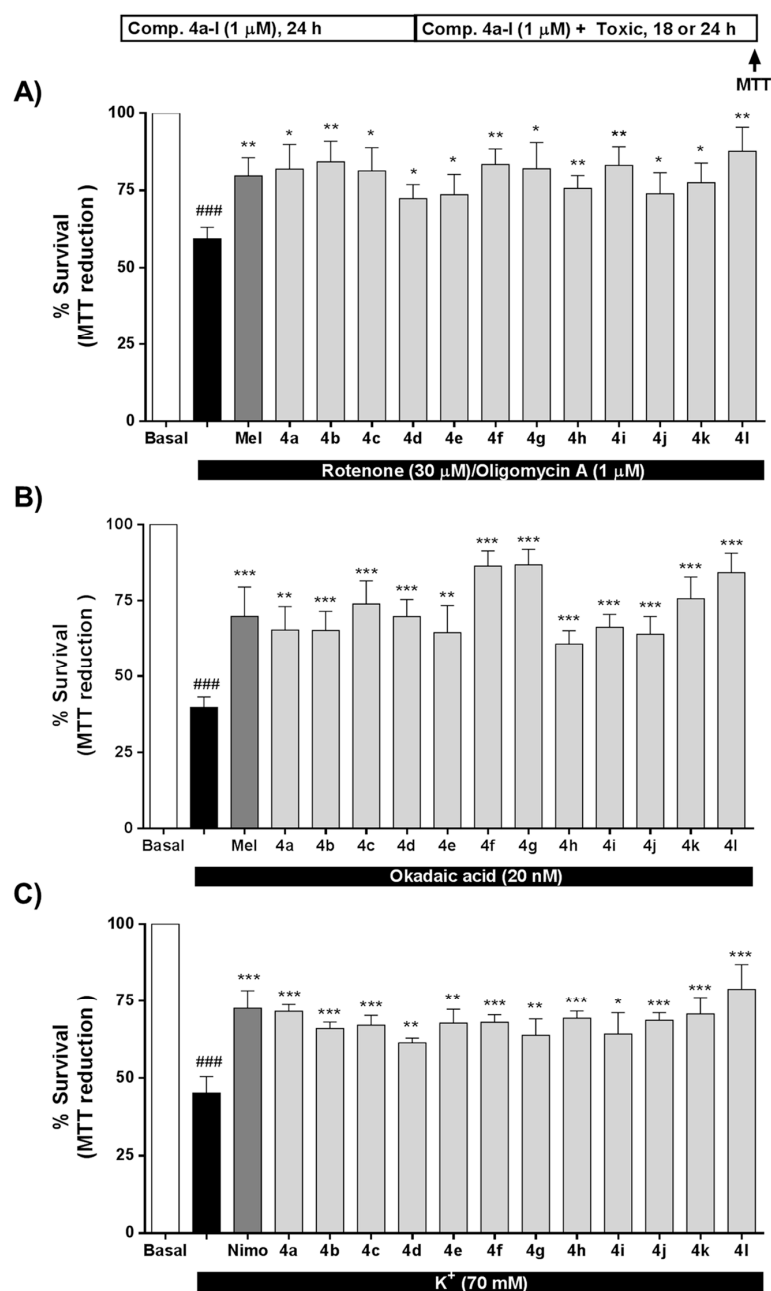 Comp. 4a-l (1 μM), 24 h
Comp. 4a-l (1 μM) + Toxic, 18 or 24 h
MTT
A)
100
75
50
25
0
% Survival
(MTT reduction )
###
**
*
**
*
*
*
**
*
**
**
*
*
**
Basal
Mel
4a
4b
4c
4d
4e
4f
4g
4h
4i
4j
4k
4l
Rotenone (30 μM)/Oligomycin A (1 μM)
B)
100
75
50
25
0
% Survival
(MTT reduction )
###
***
**
***
***
***
**
***
***
***
***
***
***
***
Basal
Mel
4a
4b
4c
4d
4e
4f
4g
4h
4i
4j
4k
4l
Okadaic acid (20 nM)
C)
100
75
50
25
0
% Survival
(MTT reduction )
###
***
***
***
***
**
**
***
**
***
*
***
***
***
Basal
Nimo
4a
4b
4c
4d
4e
4f
4g
4h
4i
4j
4k
4l
K⁺ (70 mM)